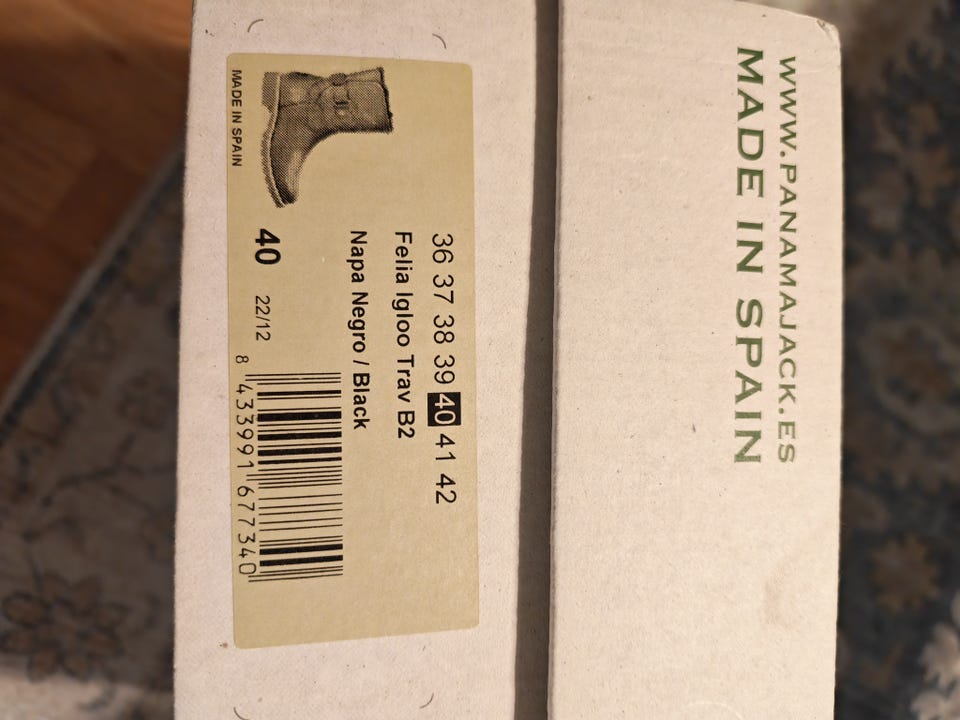 WWW.PANAMAJACK.ES
MADE IN SPAIN
36 37 38 39 40 41 42
Felia Igloo Trav B2
Napa Negro / Black
MADE IN SPAIN
40 22/12
8 433991 677340